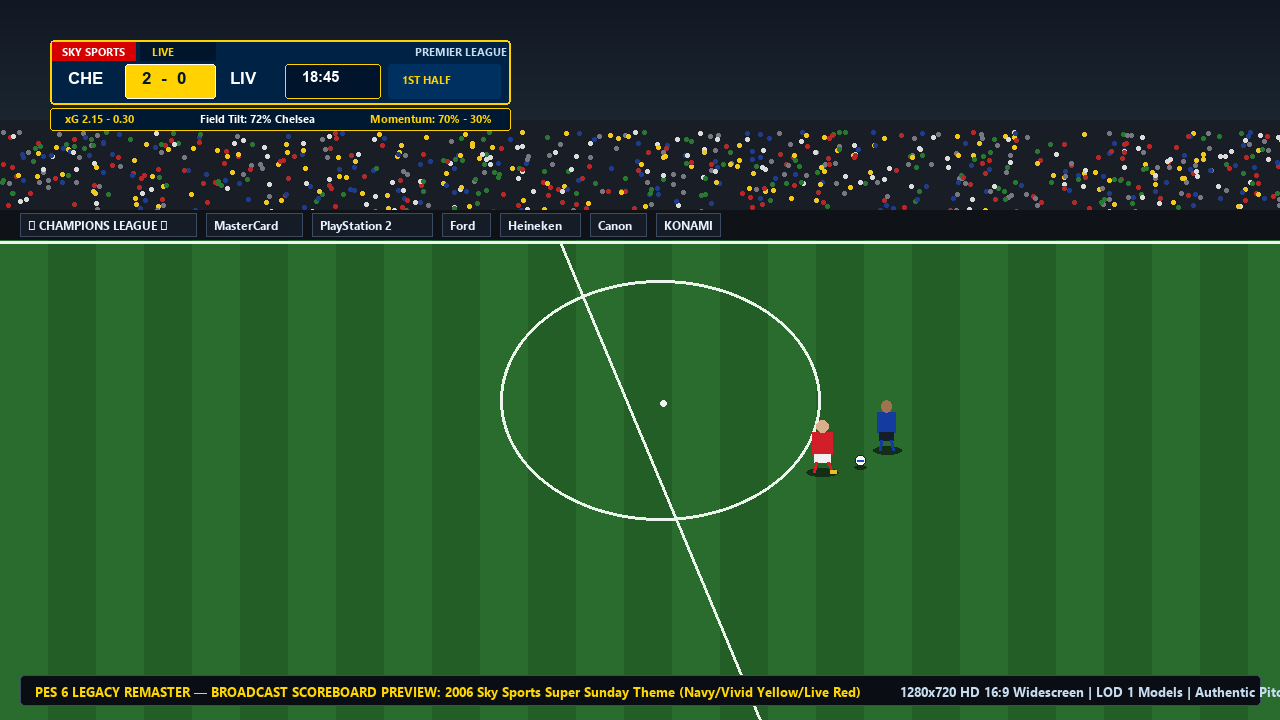 SKY SPORTS LIVE PREMIER LEAGUE
CHE 2 - 0 LIV 18:45 1ST HALF
xG 2.15 - 0.30 Field Tilt: 72% Chelsea Momentum: 70% - 30%
CHAMPIONS LEAGUE MasterCard PlayStation 2 Ford Heineken Canon KONAMI
PES 6 LEGACY REMASTER — BROADCAST SCOREBOARD PREVIEW: 2006 Sky Sports Super Sunday Theme (Navy/Vivid Yellow/Live Red) 1280x720 HD 16:9 Widescreen | LOD 1 Models | Authentic